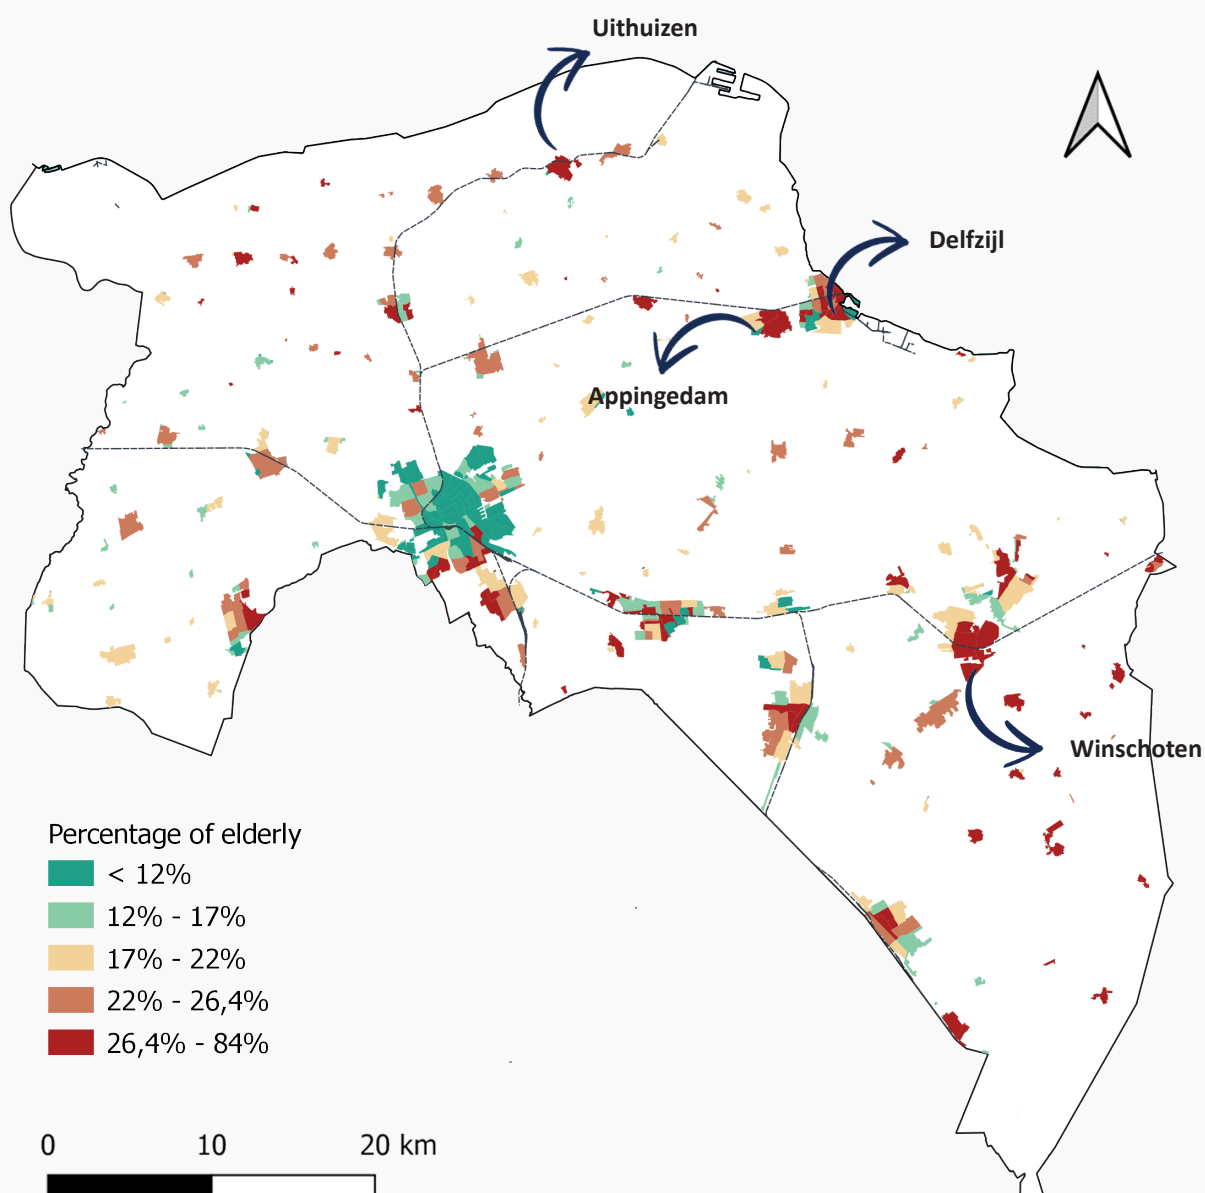 Uithuizen
Delfzijl
Appingedam
Winschoten
Percentage of elderly
< 12%
12% - 17%
17% - 22%
22% - 26,4%
26,4% - 84%
0 10 20 km